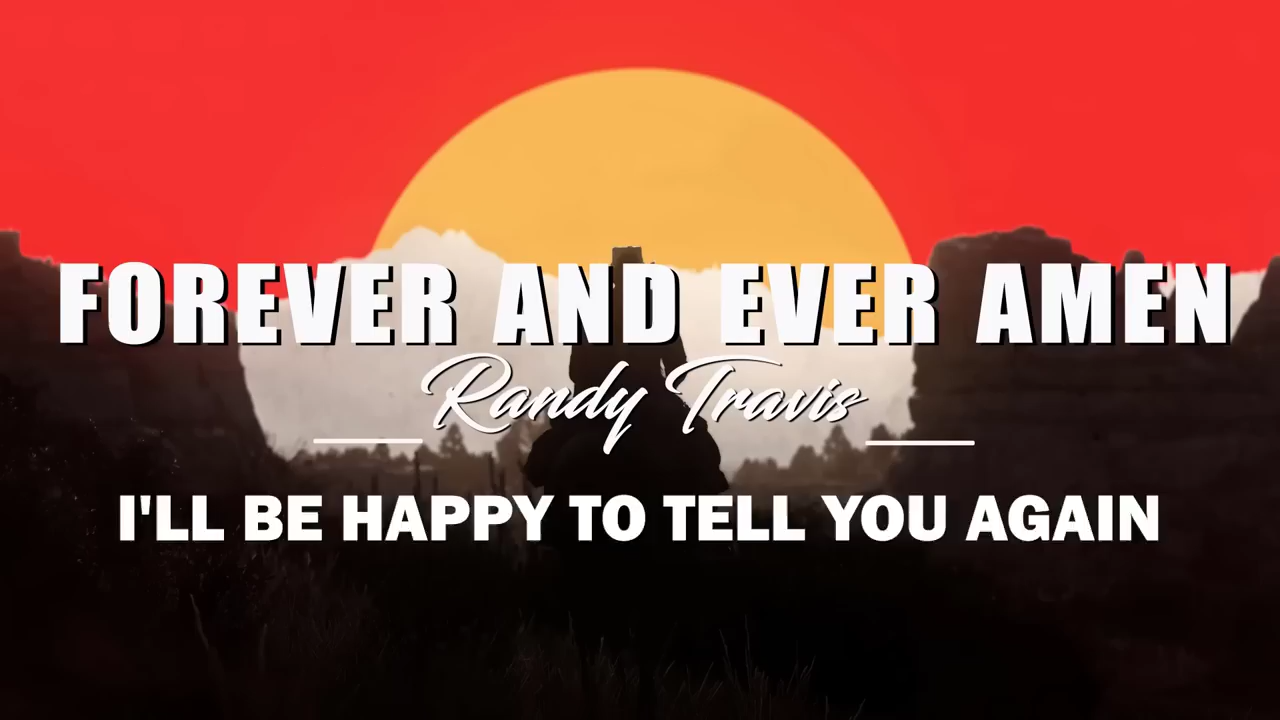 FOREVER AND EVER AMEN
Randy Travis
I'LL BE HAPPY TO TELL YOU AGAIN